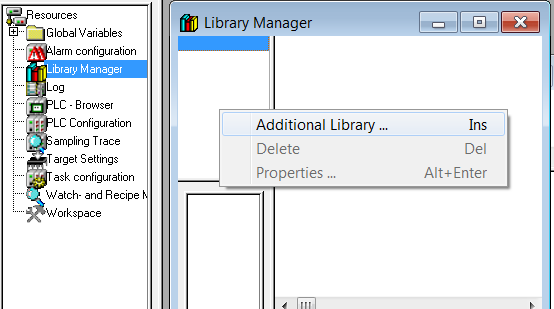 Resources
Global Variables
Alarm configuration
Library Manager
Log
PLC - Browser
PLC Configuration
Sampling Trace
Target Settings
Task configuration
Watch- and Recipe M
Workspace
Library Manager
Additional Library ... Ins
Delete Del
Properties ... Alt+Enter